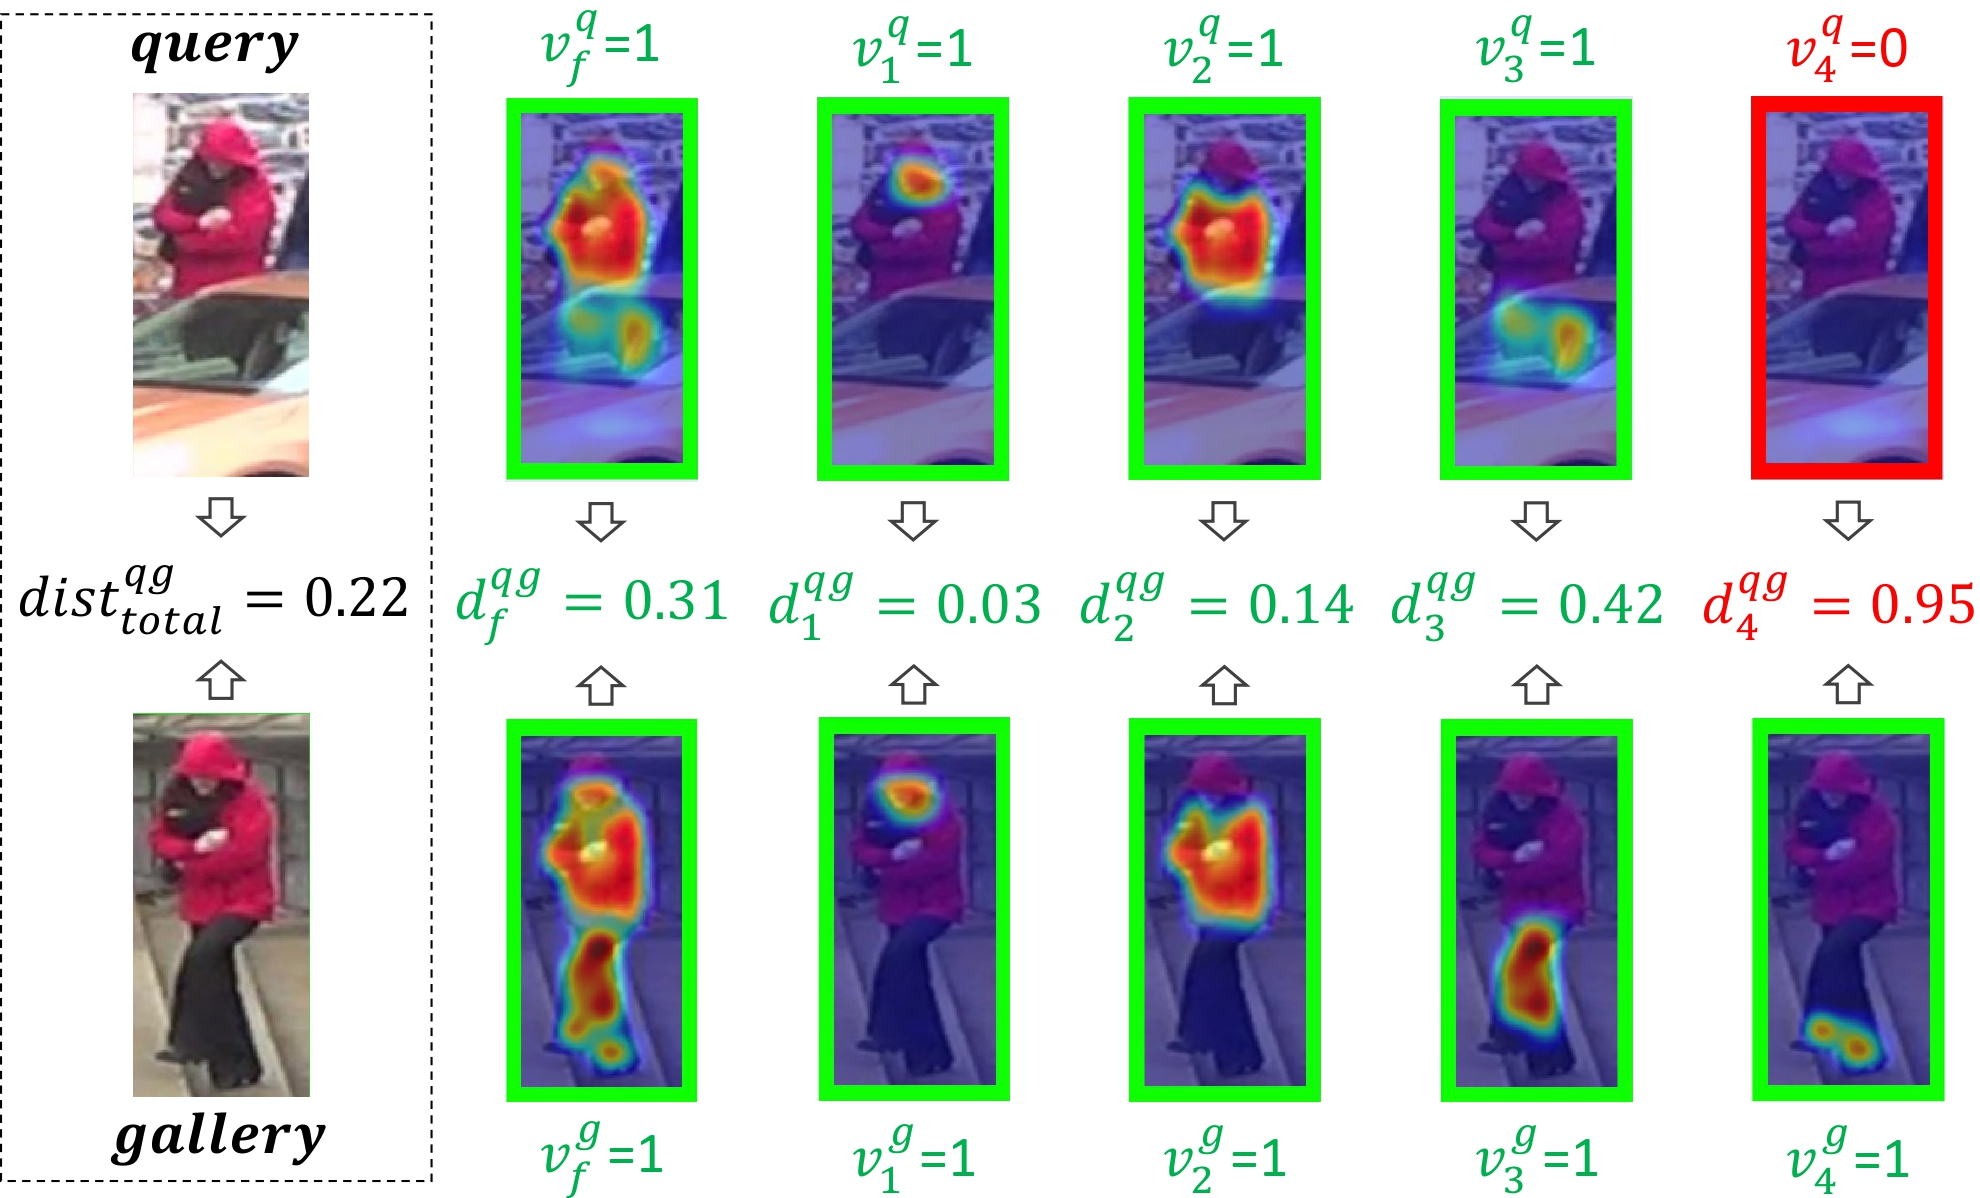 query
v_f^q=1
v_1^q=1
v_2^q=1
v_3^q=1
v_4^q=0
dist_total^qg = 0.22
d_f^qg = 0.31
d_1^qg = 0.03
d_2^qg = 0.14
d_3^qg = 0.42
d_4^qg = 0.95
gallery
v_f^g=1
v_1^g=1
v_2^g=1
v_3^g=1
v_4^g=1